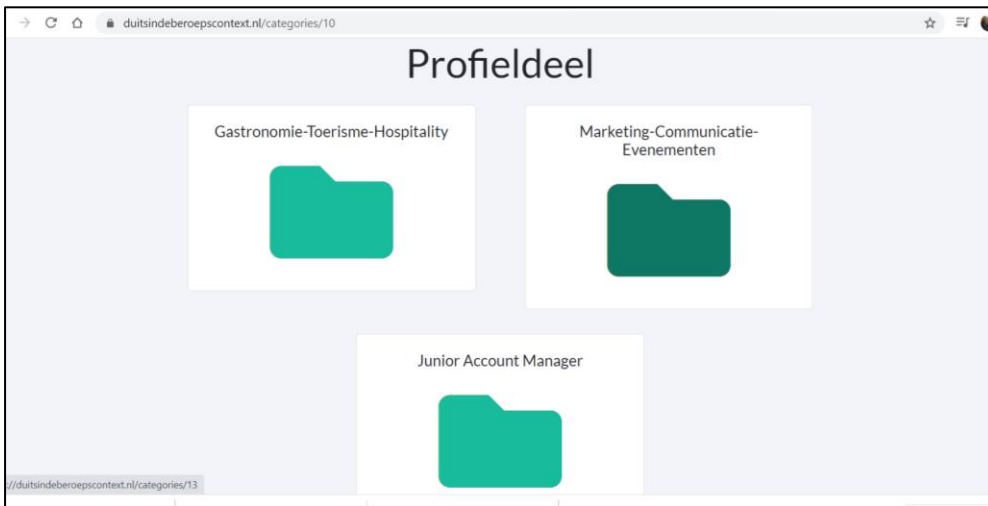 duitsindeberoepscontext.nl/categories/10
Profieldeel
Gastronomie-Toerisme-Hospitality
Marketing-Communicatie-
Evenementen
Junior Account Manager
://duitsindeberoepscontext.nl/categories/13